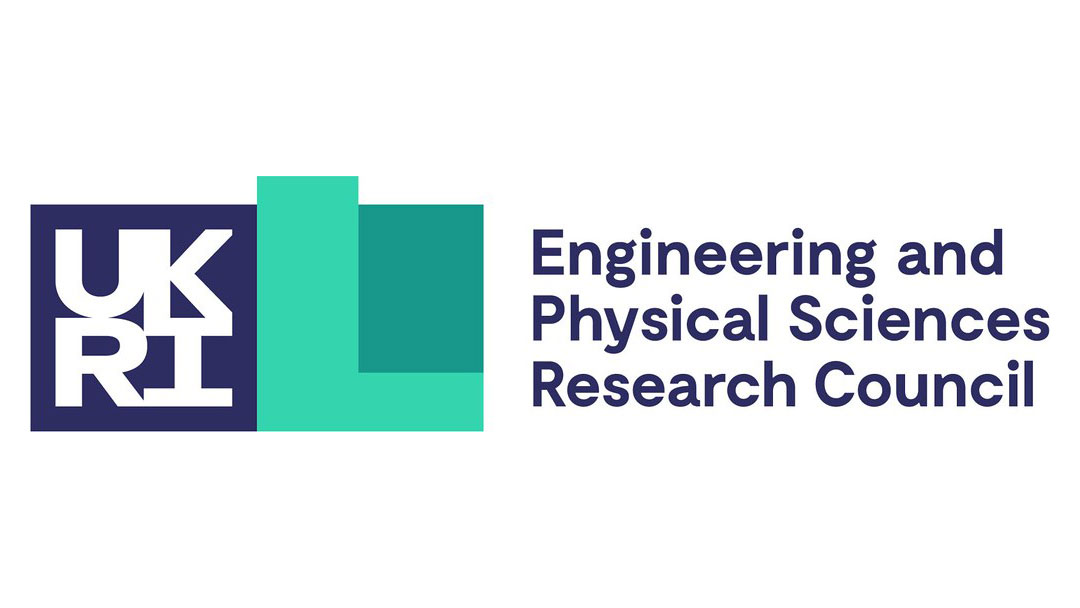 UK
RI
Engineering and
Physical Sciences
Research Council